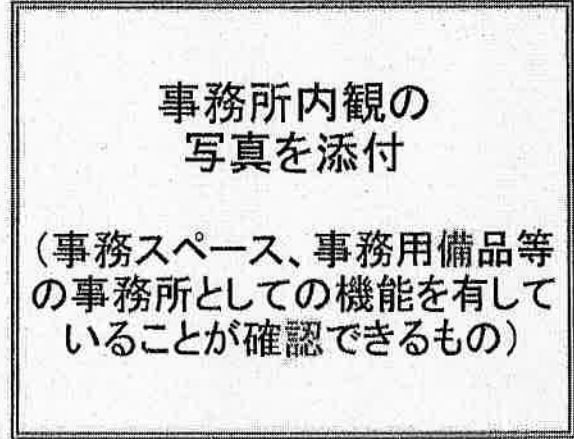 事務所内観の
写真を添付
(事務スペース、事務用備品等
の事務所としての機能を有して
いることが確認できるもの)